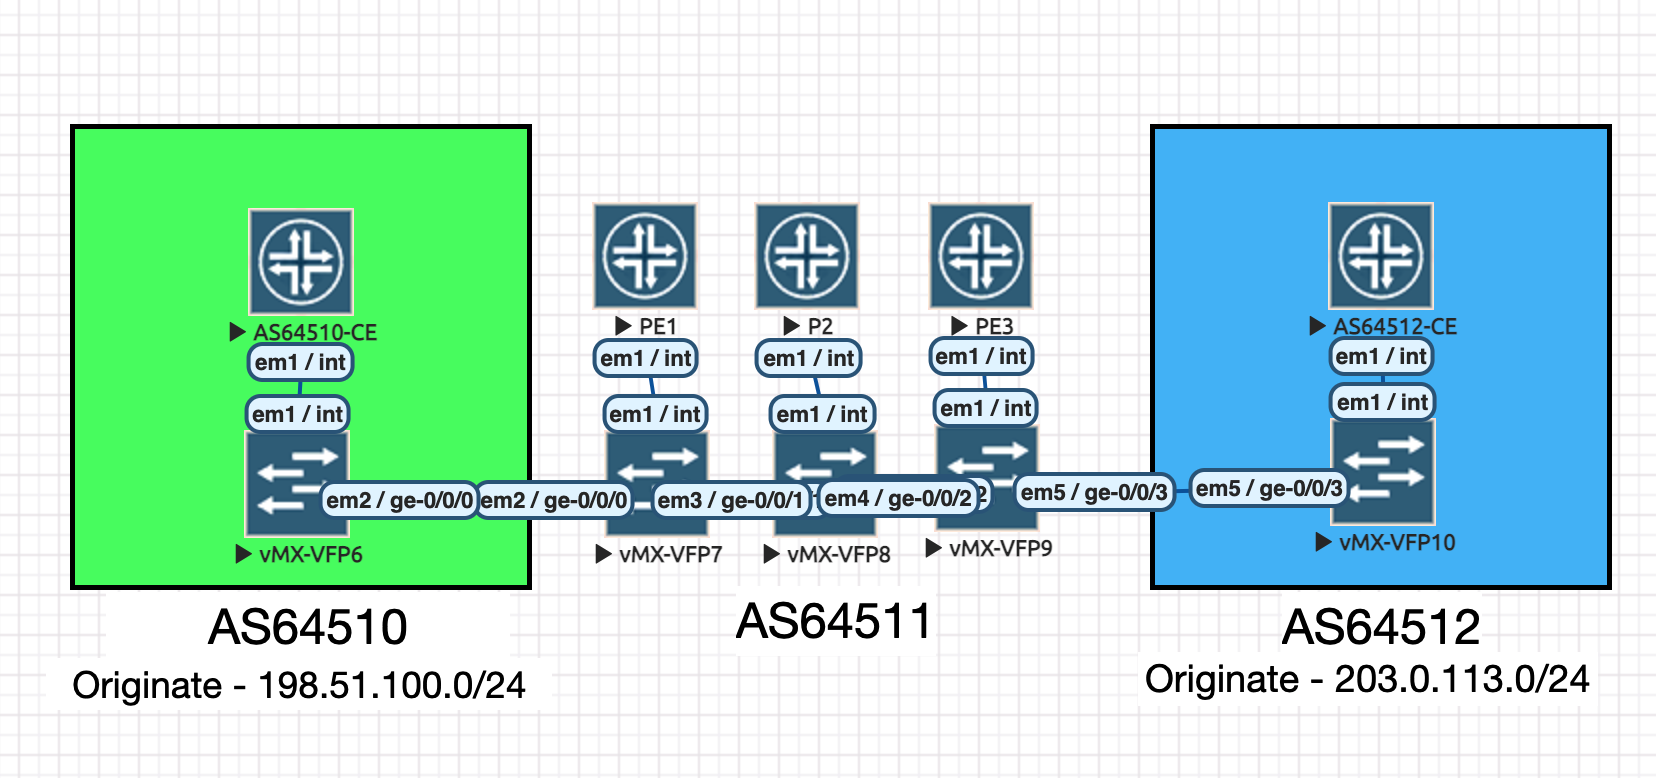 AS64510-CE
PE1
P2
PE3
AS64512-CE
em1 / int
em1 / int
em1 / int
em1 / int
em1 / int
em1 / int
em1 / int
em1 / int
em1 / int
em1 / int
em2 / ge-0/0/0
em2 / ge-0/0/0
em3 / ge-0/0/1
em4 / ge-0/0/2
2
em5 / ge-0/0/3
em5 / ge-0/0/3
vMX-VFP6
vMX-VFP7
vMX-VFP8
vMX-VFP9
vMX-VFP10
AS64510
AS64511
AS64512
Originate - 198.51.100.0/24
Originate - 203.0.113.0/24